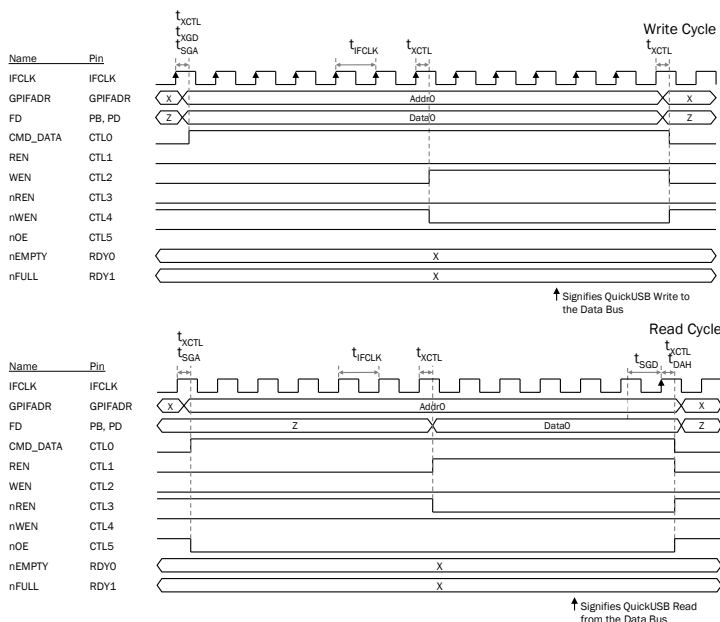 Write Cycle
tXCTL
tXGD
tSGA
tIFCLK
tXCTL
tXCTL
Name Pin
IFCLK IFCLK
GPIFADR GPIFADR X Addr0 X
FD PB, PD Z Data0 Z
CMD_DATA CTL0
REN CTL1
WEN CTL2
nREN CTL3
nWEN CTL4
nOE CTL5
nEMPTY RDY0 X
nFULL RDY1 X
Signifies QuickUSB Write to
the Data Bus
Read Cycle
tXCTL
tSGA
tIFCLK
tXCTL
tSGD
tXCTL
tDAH
Name Pin
IFCLK IFCLK
GPIFADR GPIFADR X Addr0 X
FD PB, PD Z Data0 Z
CMD_DATA CTL0
REN CTL1
WEN CTL2
nREN CTL3
nWEN CTL4
nOE CTL5
nEMPTY RDY0 X
nFULL RDY1 X
Signifies QuickUSB Read
from the Data Bus